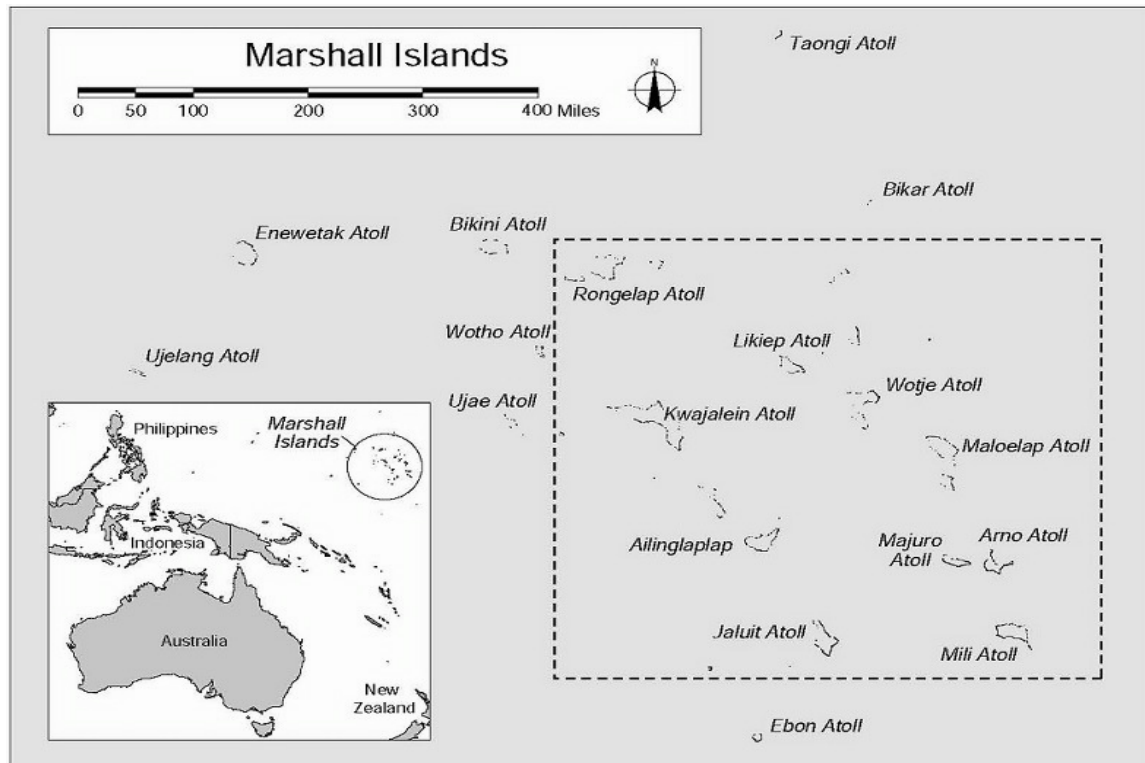 Marshall Islands
N
0 50 100 200 300 400 Miles
Taongi Atoll
Bikar Atoll
Enewetak Atoll
Bikini Atoll
Rongelap Atoll
Wotho Atoll
Likiep Atoll
Ujelang Atoll
Wotje Atoll
Ujae Atoll
Kwajalein Atoll
Maloelap Atoll
Ailinglaplap
Majuro
Atoll
Arno Atoll
Jaluit Atoll
Mili Atoll
Ebon Atoll
Philippines
Marshall
Islands
Indonesia
Australia
New
Zealand